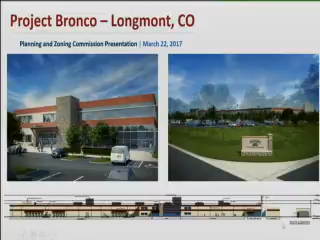 Project Bronco – Longmont, CO
Planning and Zoning Commission Presentation | March 22, 2017